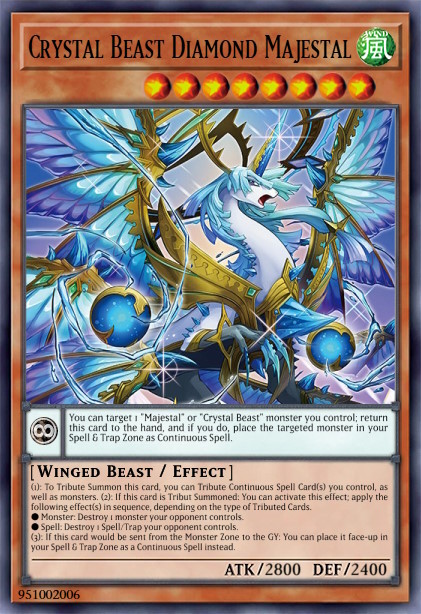 CRYSTAL BEAST DIAMOND MAJESTAL
WIND
風
You can target 1 "Majestal" or "Crystal Beast" monster you control; return
this card to the hand, and if you do, place the targeted monster in your
Spell & Trap Zone as Continuous Spell.
[WINGED BEAST / EFFECT]
(1): To Tribute Summon this card, you can Tribute Continuous Spell Card(s) you control, as
well as monsters. (2): If this card is Tribut Summoned: You can activate this effect; apply the
following effect(s) in sequence, depending on the type of Tributed Cards.
● Monster: Destroy 1 monster your opponent controls.
● Spell: Destroy 1 Spell/Trap your opponent controls.
(3): If this card would be sent from the Monster Zone to the GY: You can place it face-up in
your Spell & Trap Zone as a Continuous Spell instead.
ATK/2800 DEF/2400
951002006